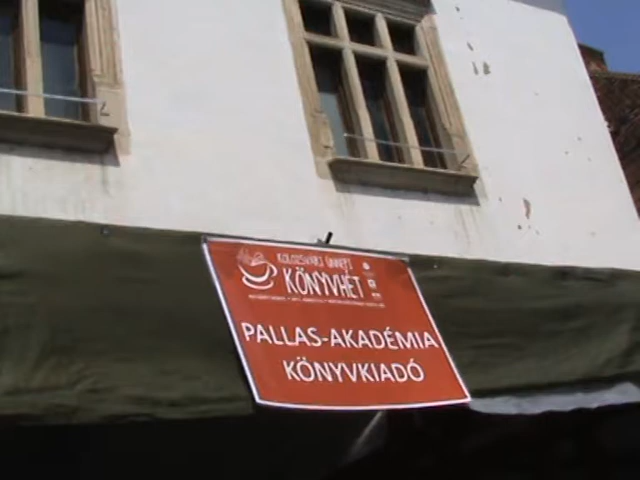 KOLOZSVÁRI ÜNNEPI
KÖNYVHÉT
PALLAS-AKADÉMIA
KÖNYVKIADÓ